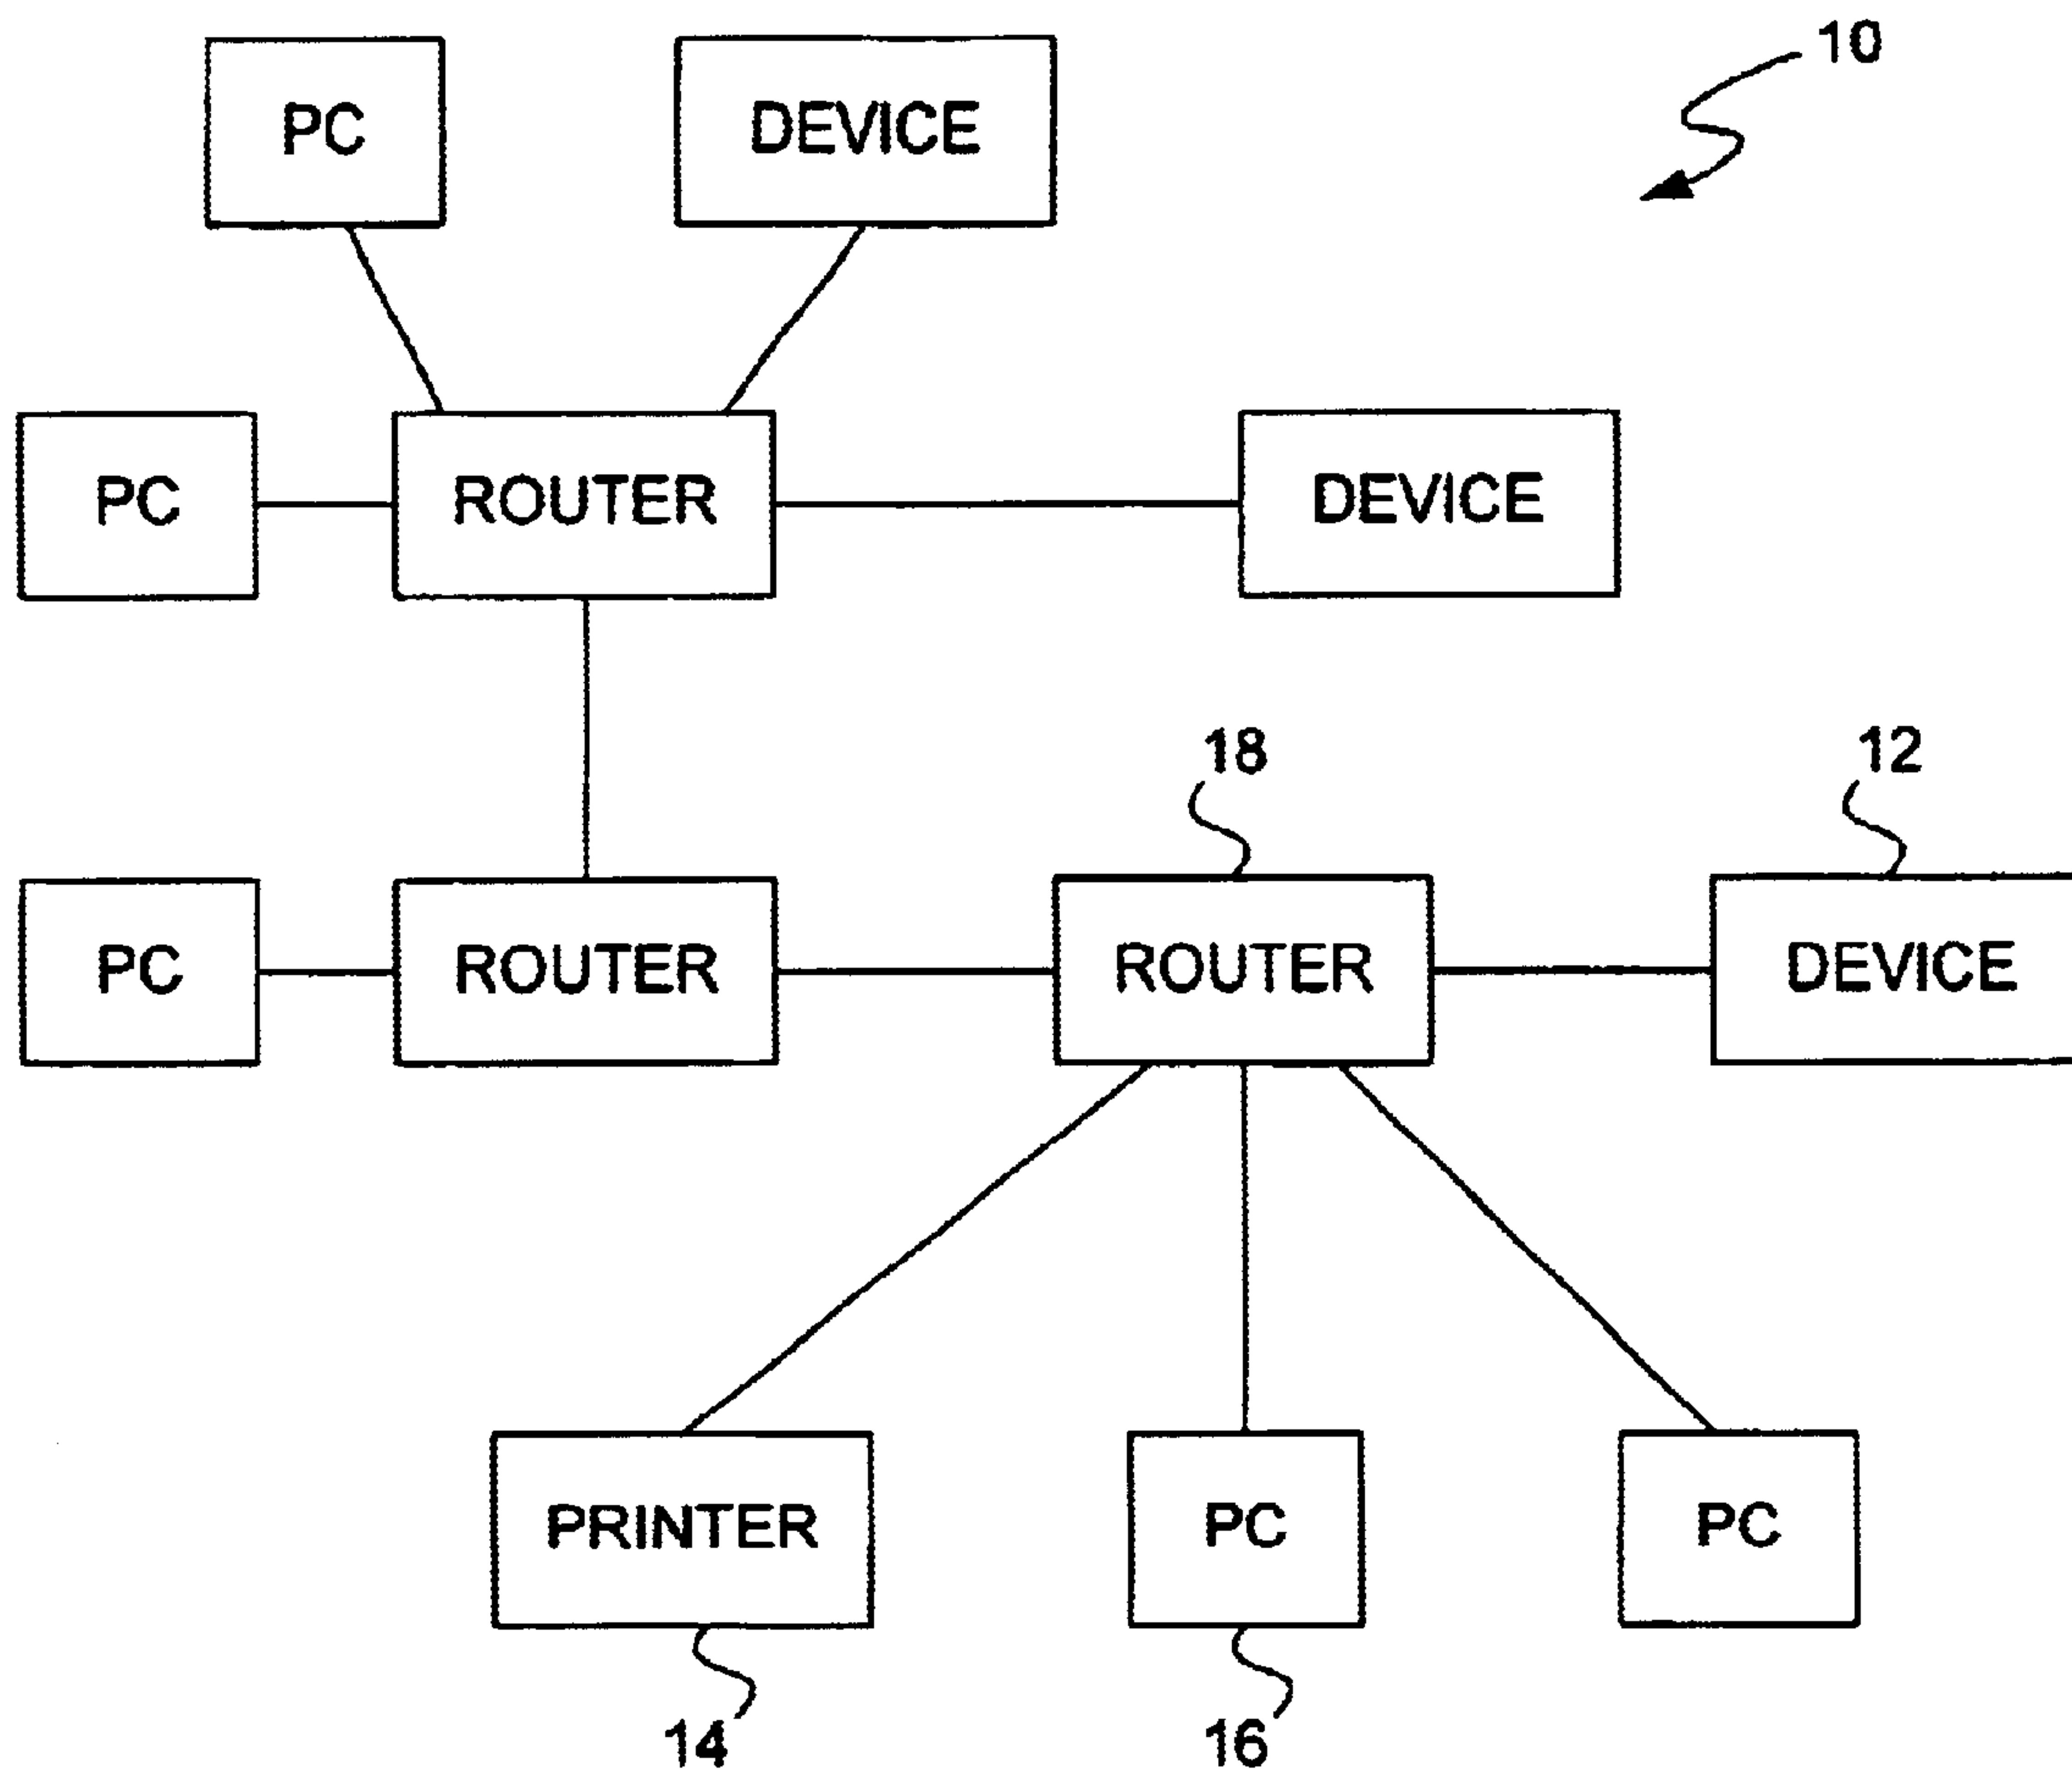 10
PC
DEVICE
PC
ROUTER
DEVICE
18
12
PC
ROUTER
ROUTER
DEVICE
PRINTER
PC
PC
14
16